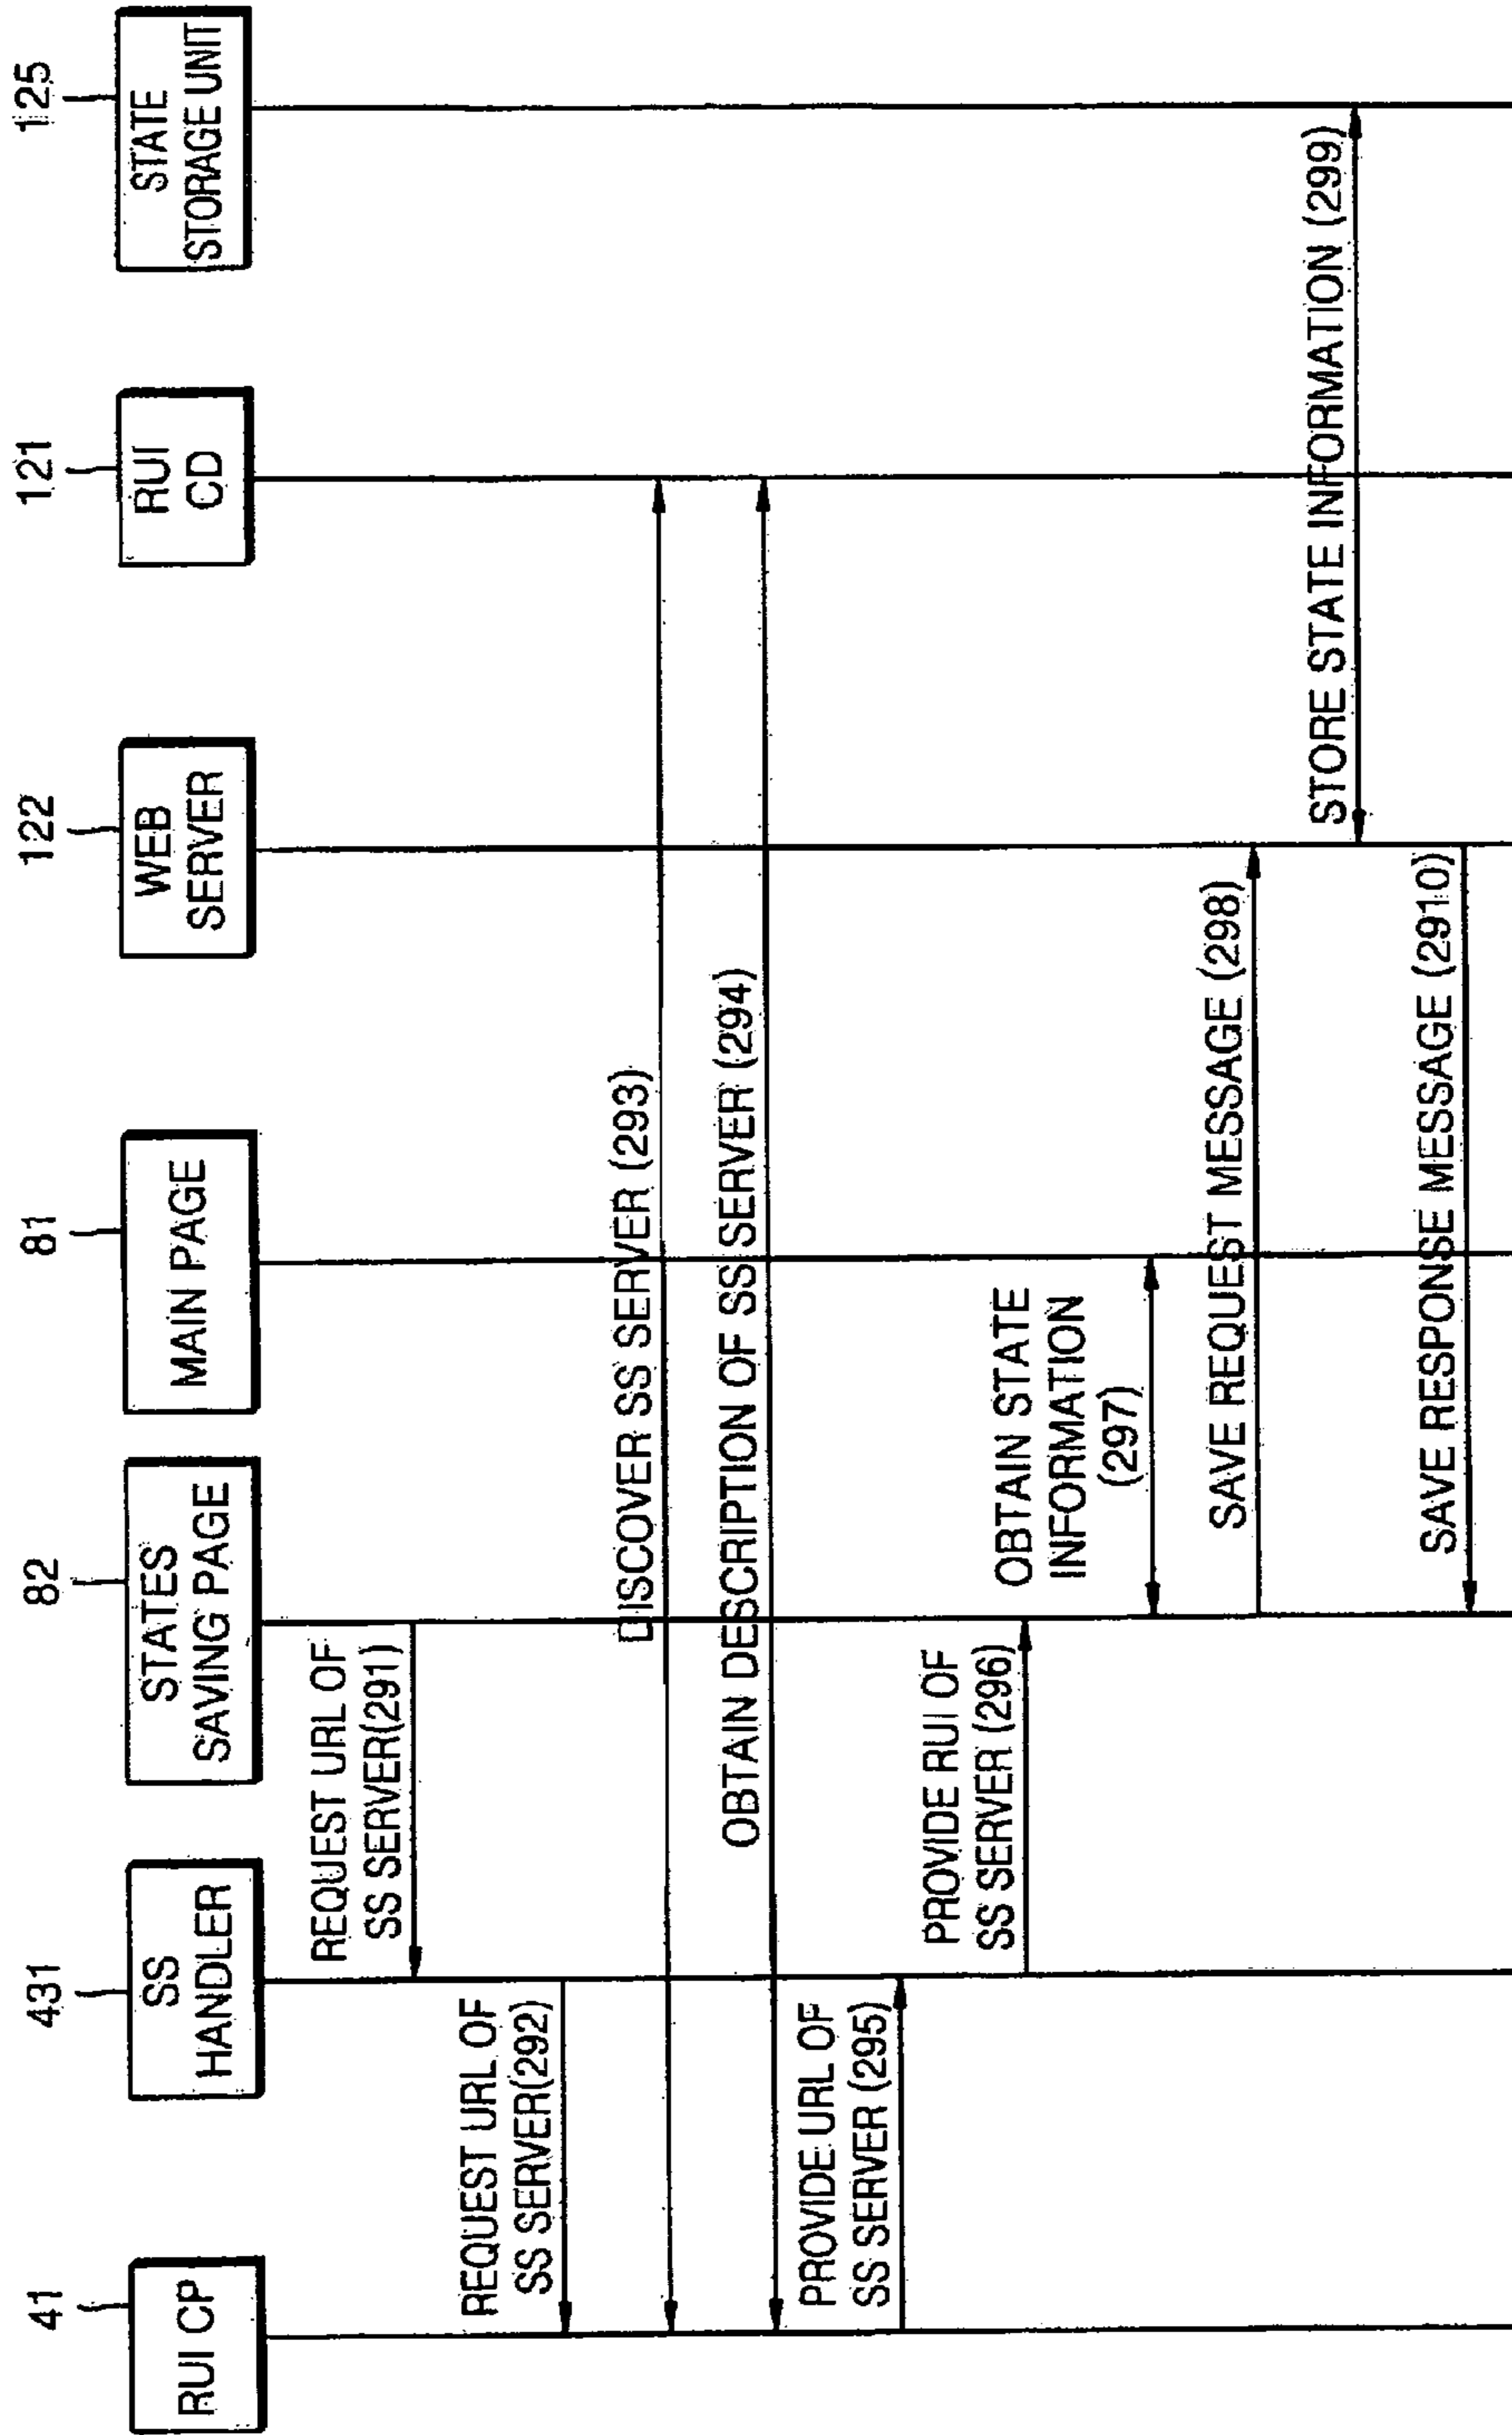 41
431
82
81
122
121
125
RUI CP
SS
HANDLER
STATES
SAVING PAGE
MAIN PAGE
WEB
SERVER
RUI
CD
STATE
STORAGE UNIT
REQUEST URL OF
SS SERVER(291)
REQUEST URL OF
SS SERVER(292)
DISCOVER SS SERVER (293)
OBTAIN DESCRIPTION OF SS SERVER (294)
PROVIDE URL OF
SS SERVER (295)
PROVIDE RUI OF
SS SERVER (296)
OBTAIN STATE
INFORMATION
(297)
SAVE REQUEST MESSAGE (298)
STORE STATE INFORMATION (299)
SAVE RESPONSE MESSAGE (2910)